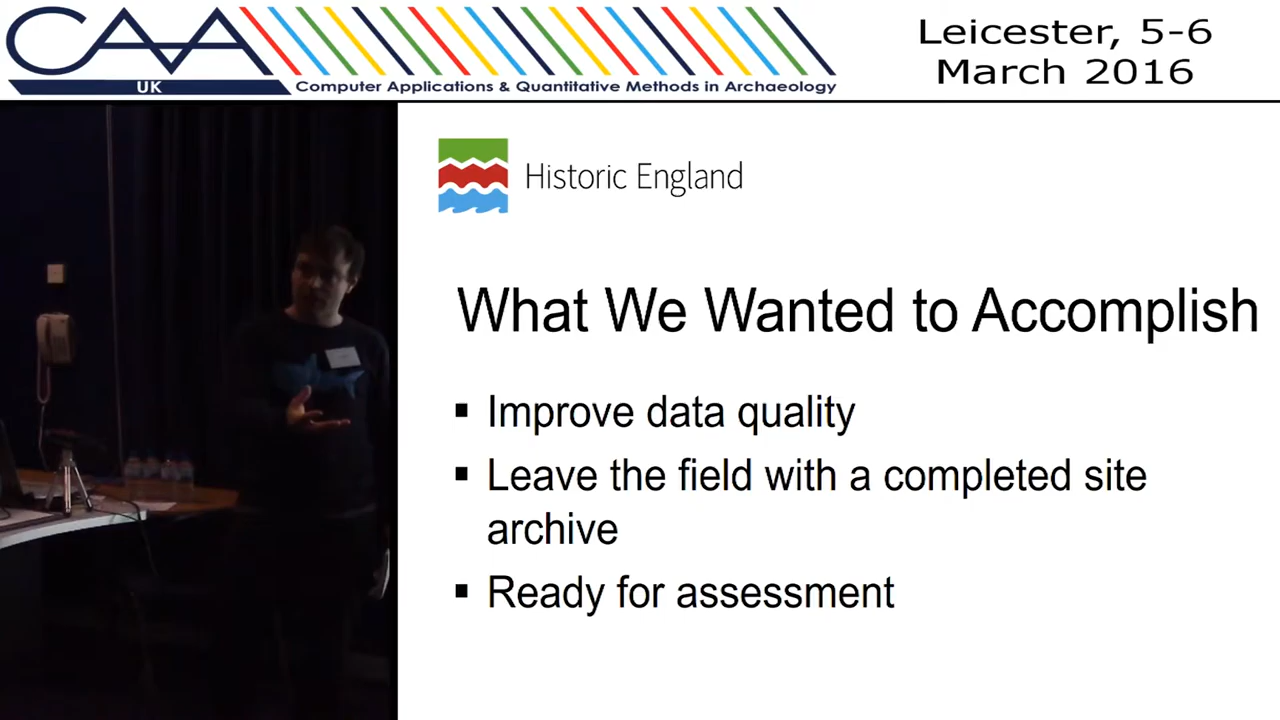 CAA
UK
Computer Applications & Quantitative Methods in Archaeology
Leicester, 5-6
March 2016
Historic England
What We Wanted to Accomplish
▪ Improve data quality
▪ Leave the field with a completed site
archive
▪ Ready for assessment